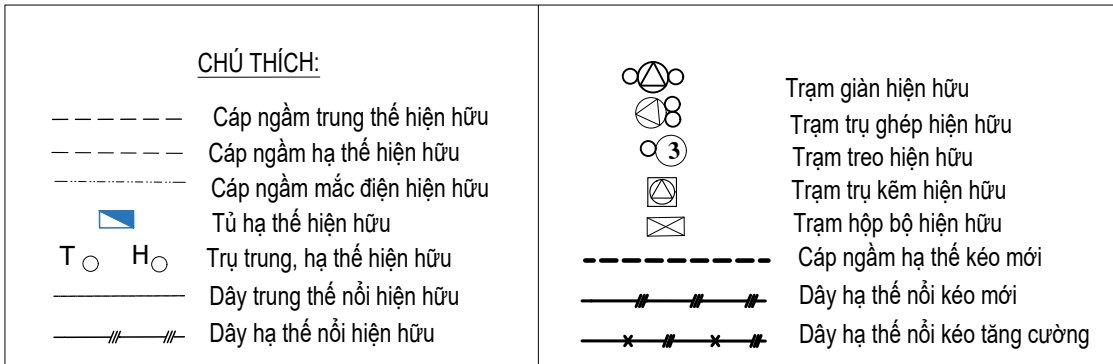 CHÚ THÍCH:
Cáp ngầm trung thế hiện hữu
Cáp ngầm hạ thế hiện hữu
Cáp ngầm mắc điện hiện hữu
Tủ hạ thế hiện hữu
T H Trụ trung, hạ thế hiện hữu
Dây trung thế nổi hiện hữu
Dây hạ thế nổi hiện hữu
Trạm giàn hiện hữu
Trạm trụ ghép hiện hữu
3 Trạm treo hiện hữu
Trạm trụ kẽm hiện hữu
Trạm hộp bộ hiện hữu
Cáp ngầm hạ thế kéo mới
Dây hạ thế nổi kéo mới
Dây hạ thế nổi kéo tăng cường